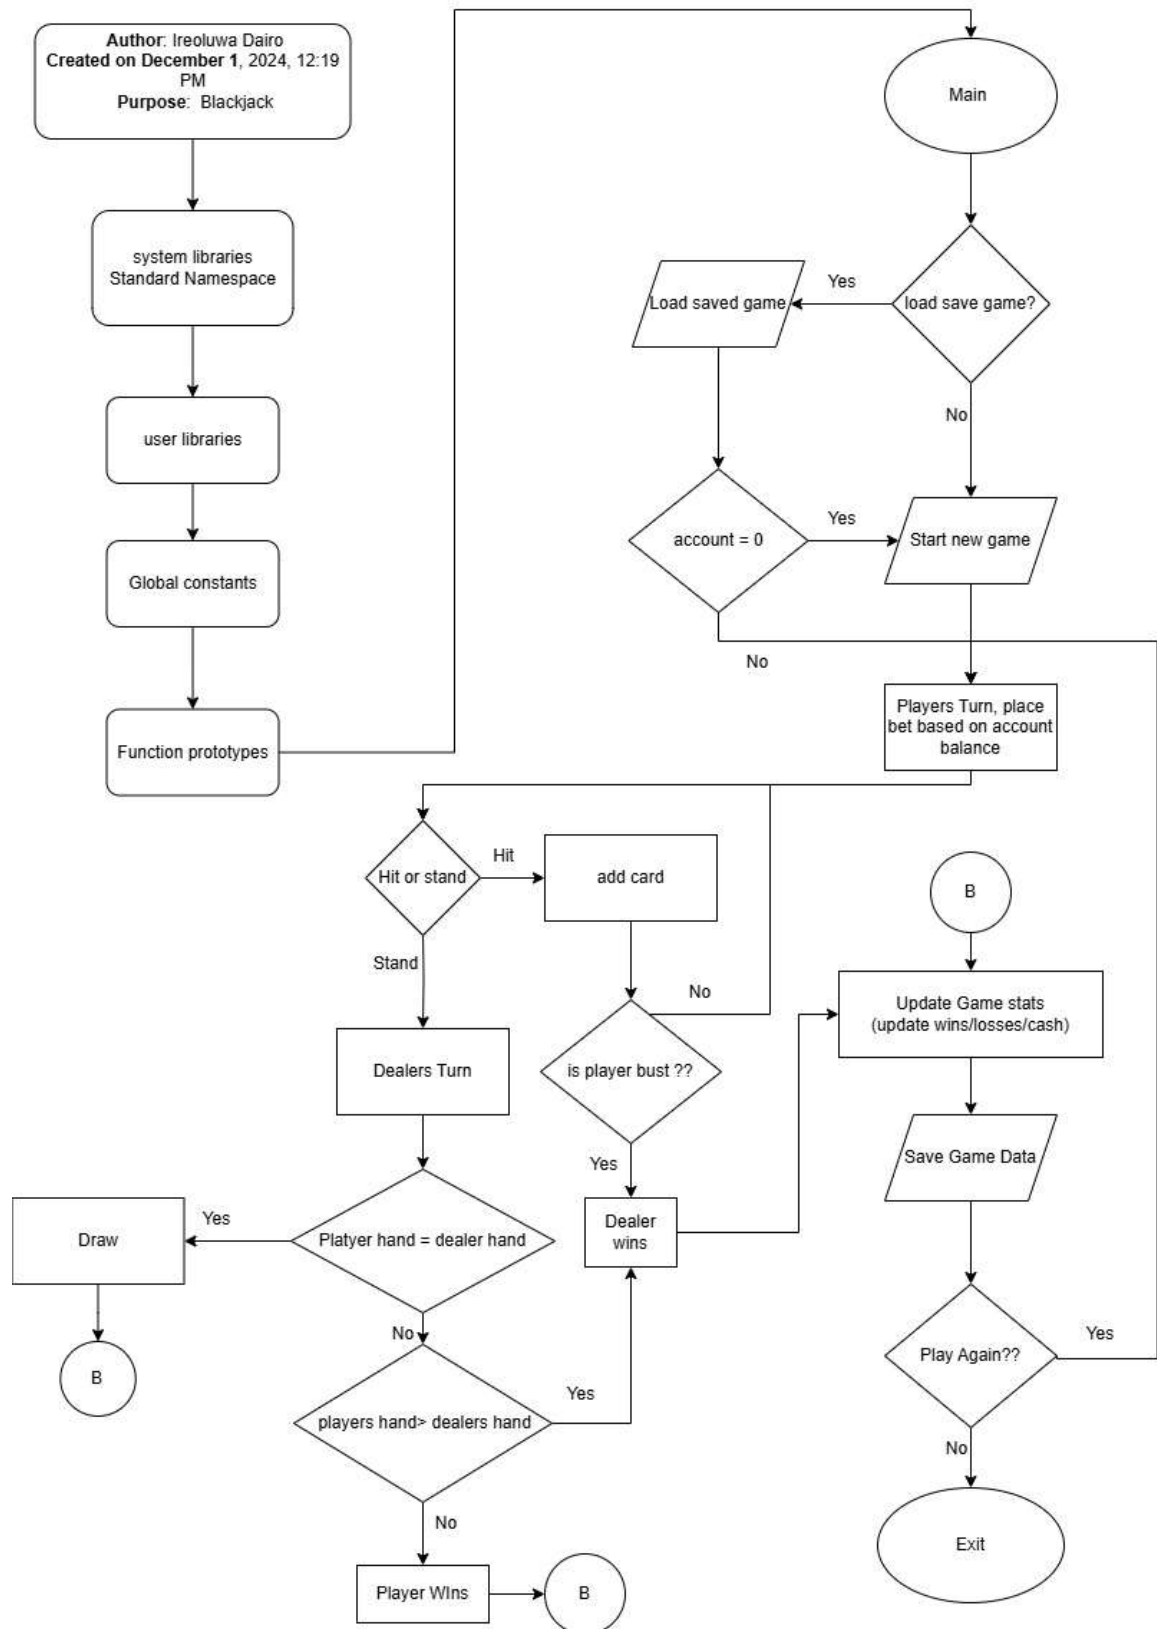 Author: Ireoluwa Dairo
Created on December 1, 2024, 12:19
PM
Purpose: Blackjack
system libraries
Standard Namespace
user libraries
Global constants
Function prototypes
Main
load save game?
Yes
Load saved game
No
account = 0
Yes
Start new game
No
Players Turn, place
bet based on account
balance
Hit or stand
Hit
add card
Stand
No
is player bust ??
Yes
Dealers Turn
Dealer
wins
Platyer hand = dealer hand
Yes
Draw
B
No
players hand> dealers hand
Yes
No
Player WIns
B
B
Update Game stats
(update wins/losses/cash)
Save Game Data
Play Again??
Yes
No
Exit